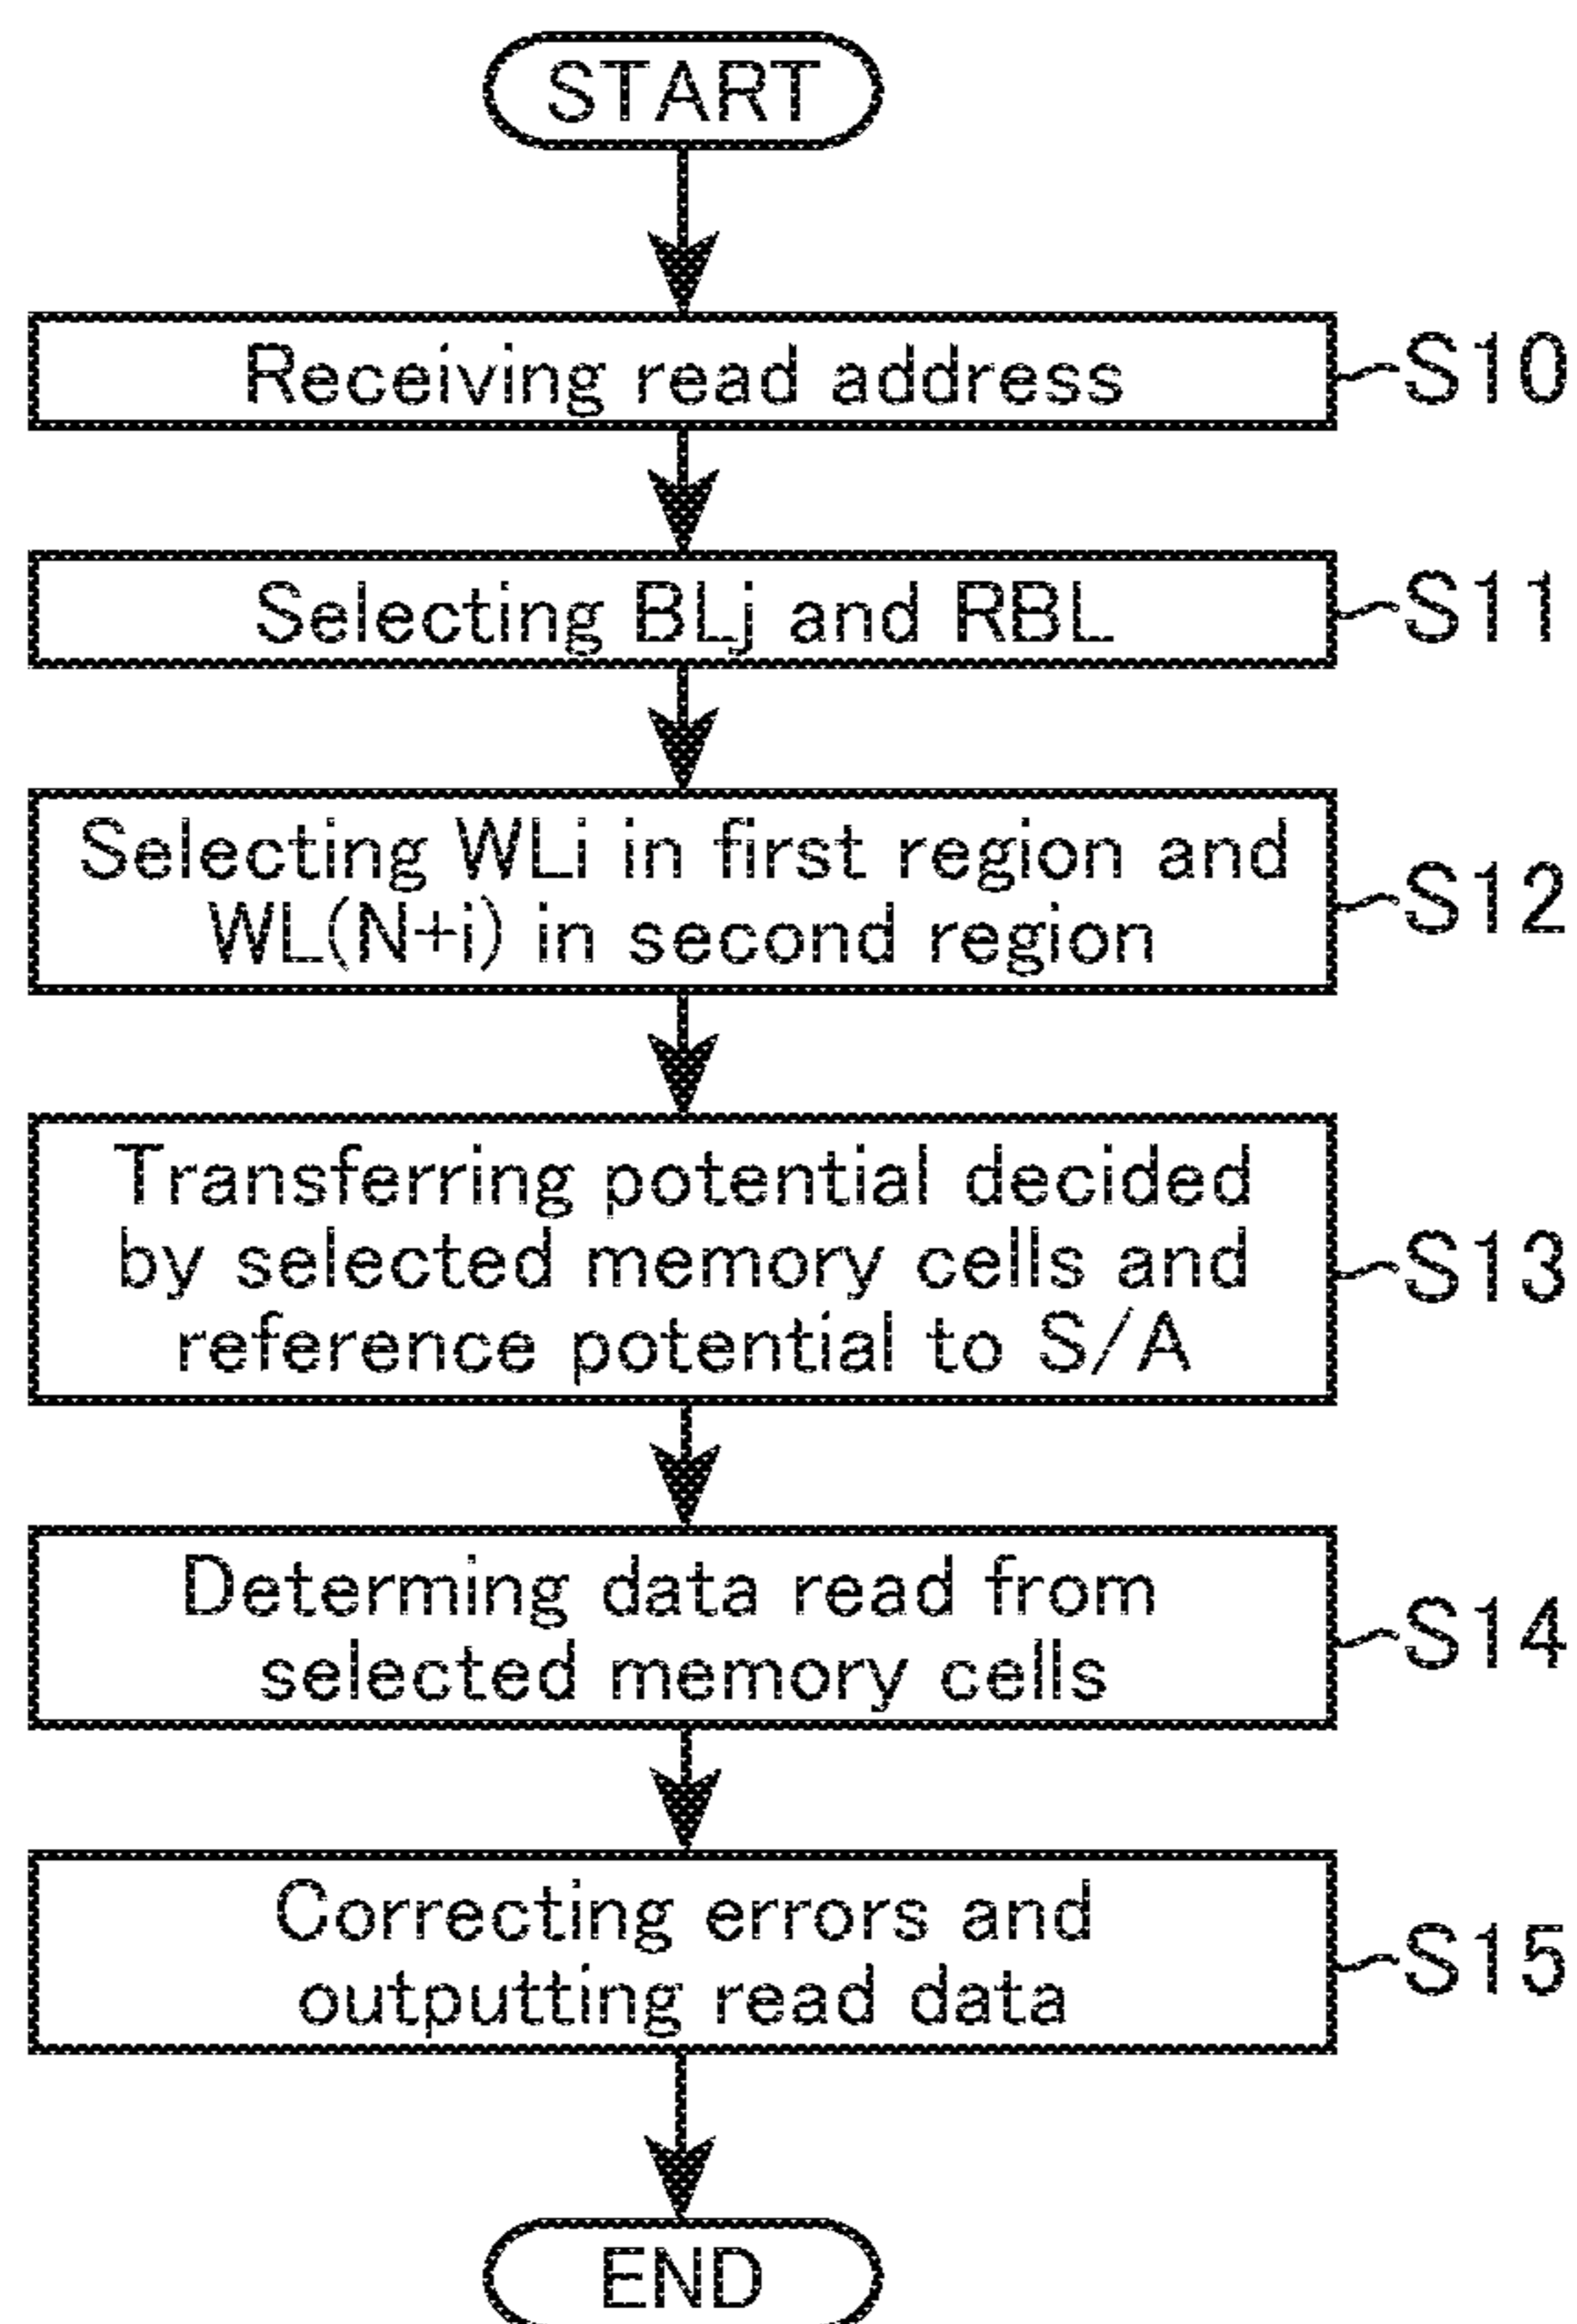 START
Receiving read address
S10
Selecting BLj and RBL
S11
Selecting WLi in first region and
WL(N+i) in second region
S12
Transferring potential decided
by selected memory cells and
reference potential to S/A
S13
Determing data read from
selected memory cells
S14
Correcting errors and
outputting read data
S15
END